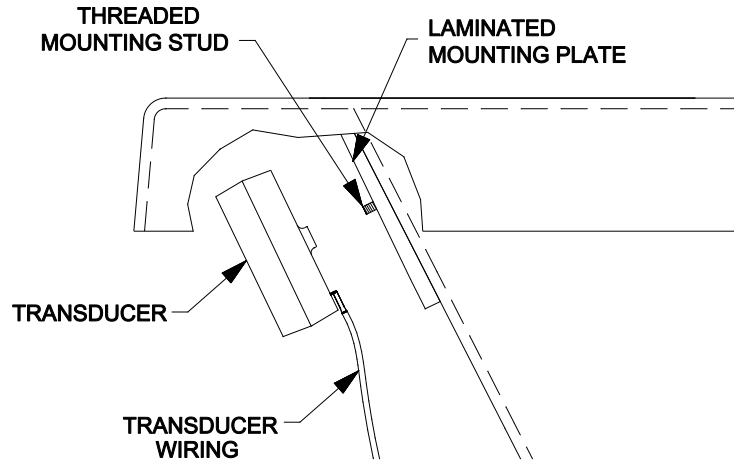 THREADED
MOUNTING STUD
LAMINATED
MOUNTING PLATE
TRANSDUCER
TRANSDUCER
WIRING